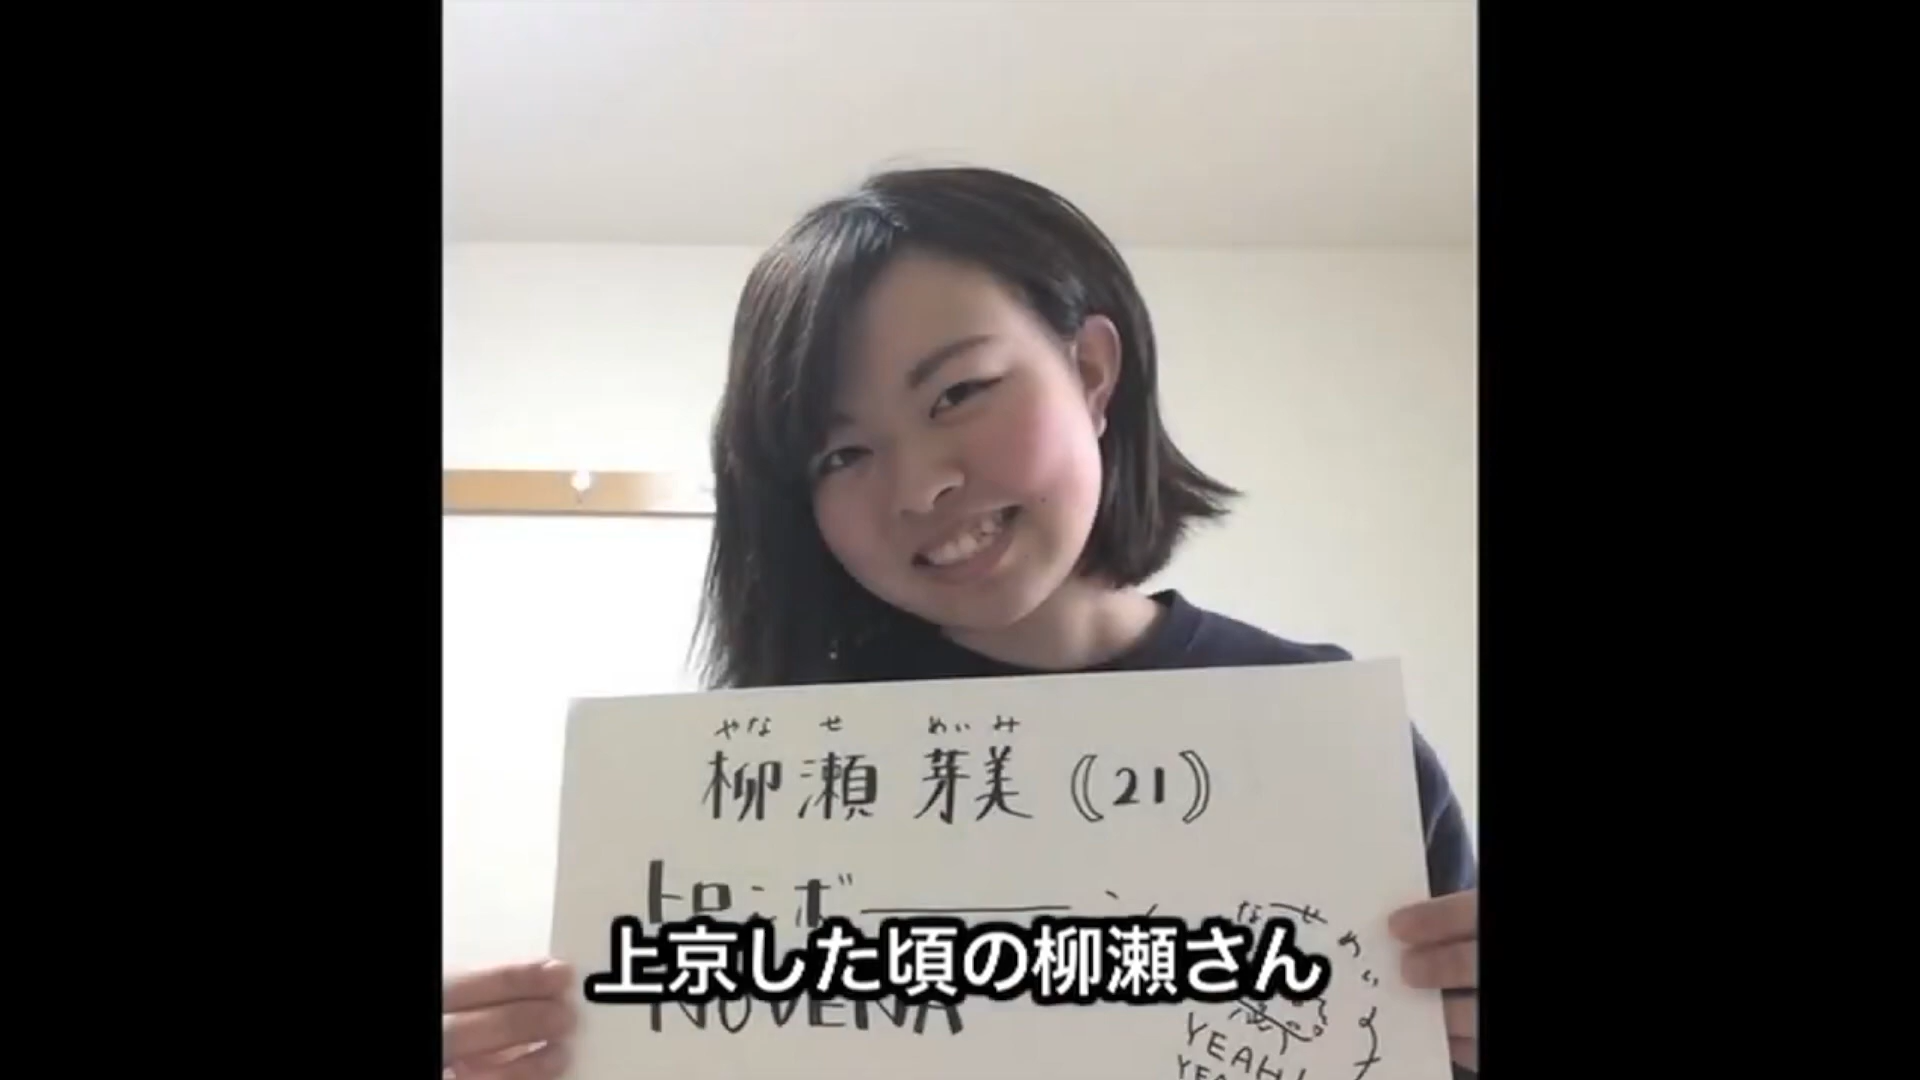 やなせ めいみ
柳瀬 芽美 (21)
トロンボーン
上京した頃の柳瀬さん
NOVENA
YEAH!